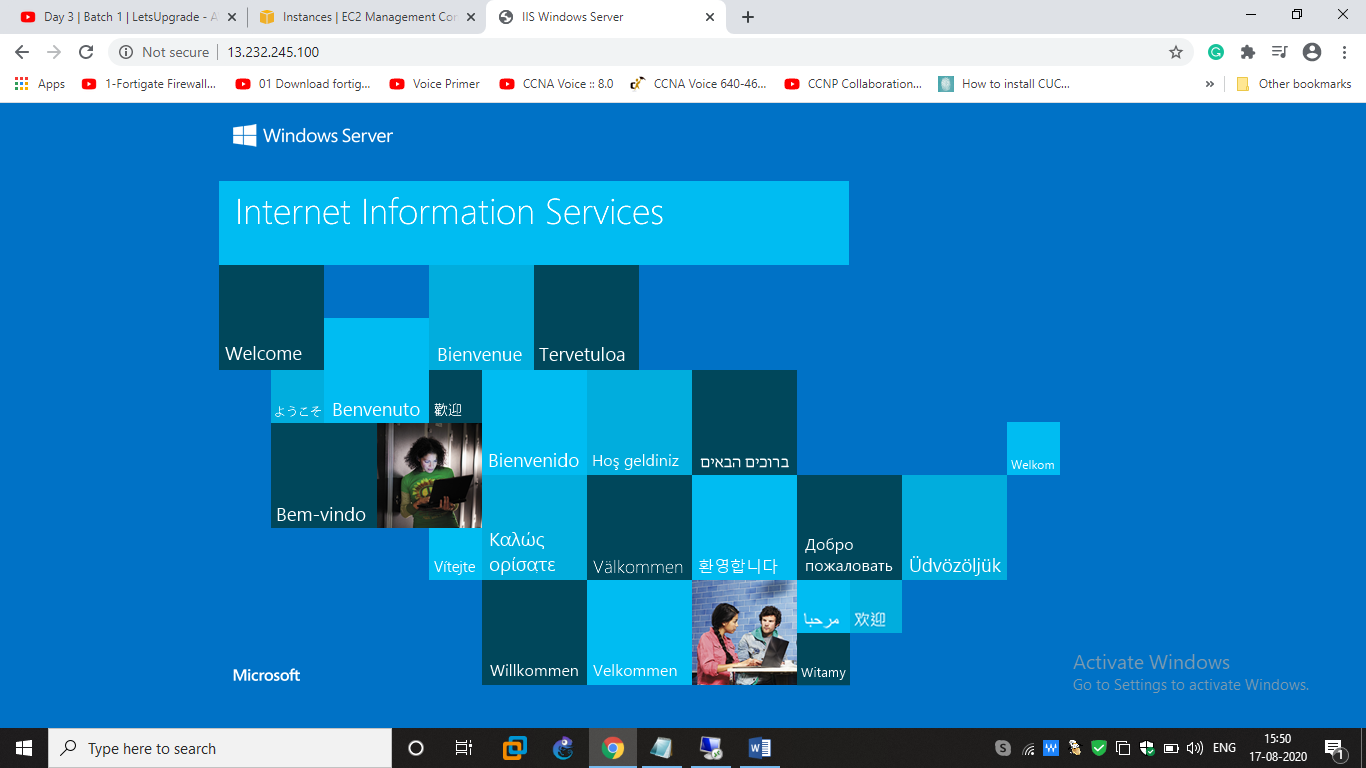 Day 3 | Batch 1 | LetsUpgrade - A
Instances | EC2 Management Con
IIS Windows Server
Not secure
13.232.245.100
Apps
1-Fortigate Firewall...
01 Download fortig...
Voice Primer
CCNA Voice :: 8.0
CCNA Voice 640-46...
CCNP Collaboration...
How to install CUC...
»
Other bookmarks
Windows Server
Internet Information Services
Welcome
Bienvenue
Tervetuloa
ようこそ
Benvenuto
歡迎
Bienvenido
Hoş geldiniz
ברוכים הבאים
Welkom
Bem-vindo
Vítejte
Καλώς
ορίσατε
Välkommen
환영합니다
Добро
пожаловать
Üdvözöljük
Willkommen
Velkommen
مرحبا
欢迎
Witamy
Microsoft
Activate Windows
Go to Settings to activate Windows.
Type here to search
ENG
15:50
17-08-2020
1